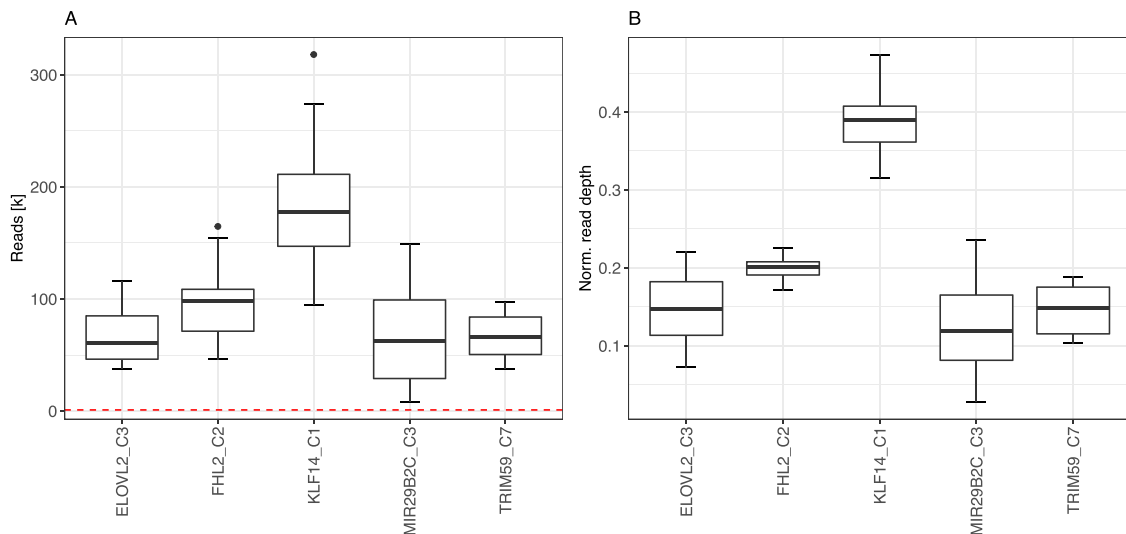 A
Reads [k]
300
200
100
0
ELOVL2_C3
FHL2_C2
KLF14_C1
MIR29B2C_C3
TRIM59_C7
B
Norm. read depth
0.4
0.3
0.2
0.1
ELOVL2_C3
FHL2_C2
KLF14_C1
MIR29B2C_C3
TRIM59_C7